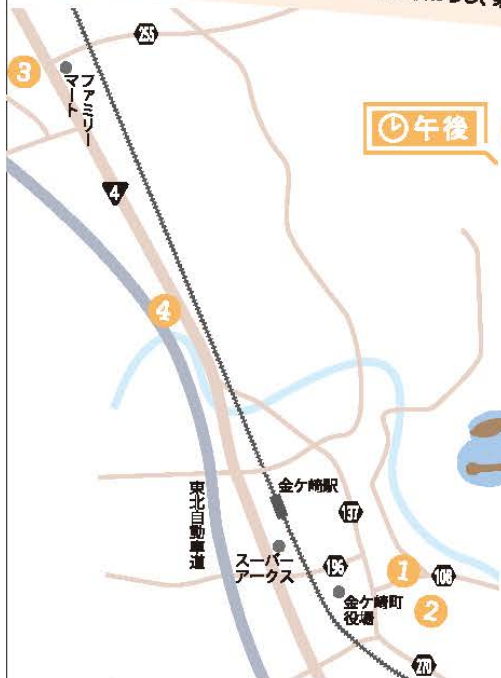 255
3
ファミリー
マート
午後
4
4
金ケ崎駅
東北自動車道
137
スーパー
アークス
196
1
108
金ケ崎町
役場
2
270